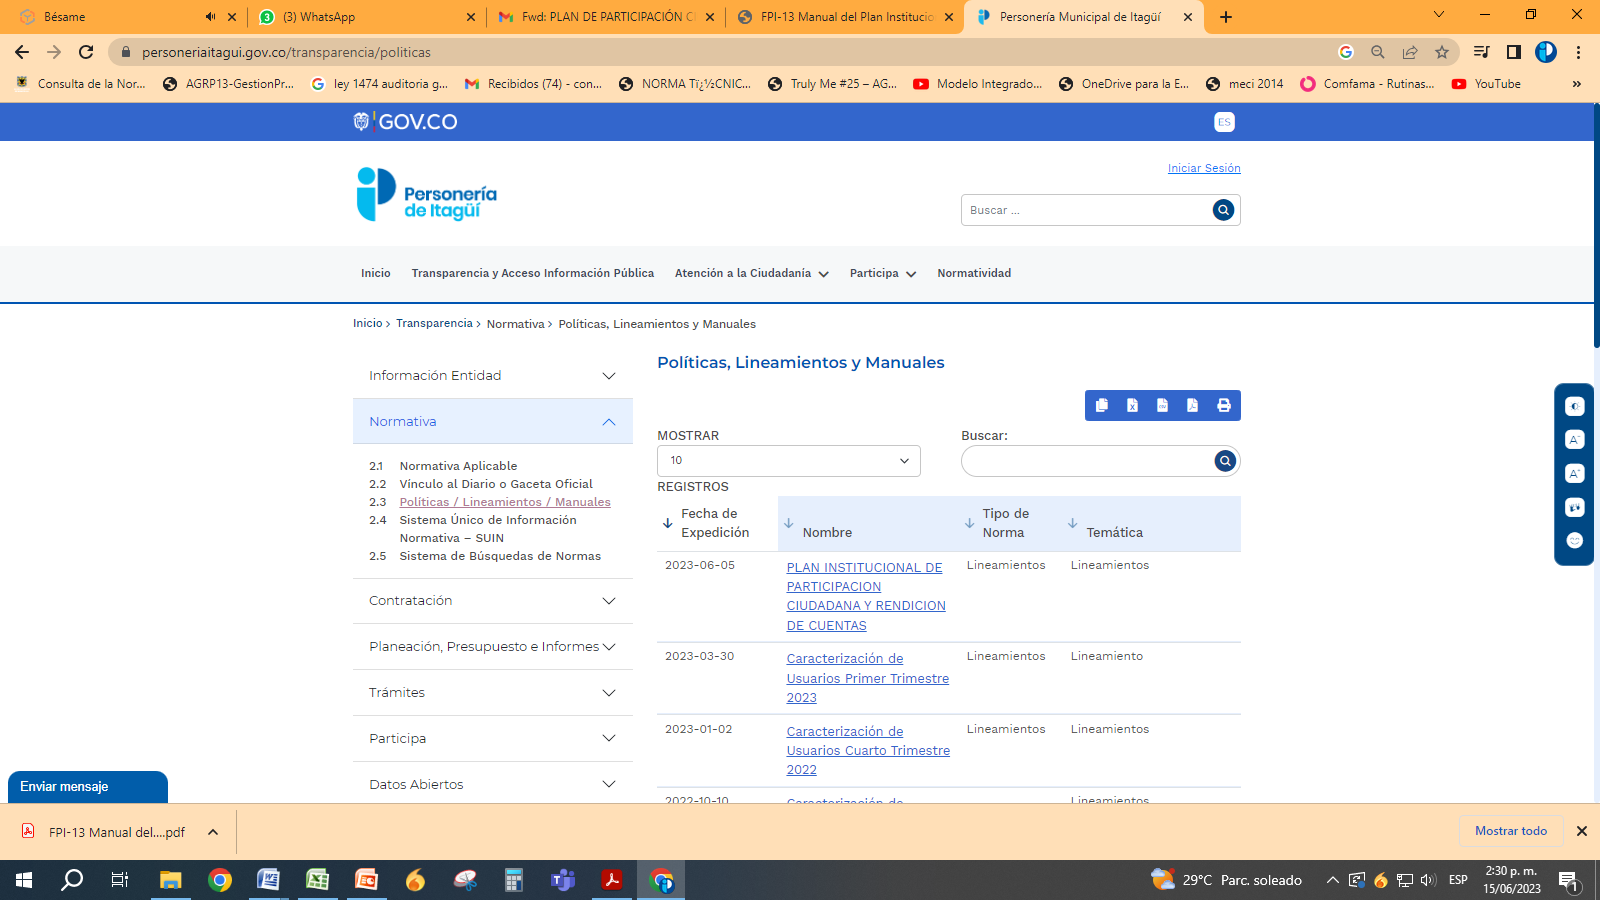 Bésame
(3) WhatsApp
Fwd: PLAN DE PARTICIPACIÓN C
FPI-13 Manual del Plan Institucio
Personería Municipal de Itagüí
personeriaitagui.gov.co/transparencia/politicas
Consulta de la Nor...
AGRP13-GestionPr...
ley 1474 auditoria g...
Recibidos (74) - con...
NORMA Tï¿½CNIC...
Truly Me #25 – AG...
Modelo Integrado...
OneDrive para la E...
meci 2014
Comfama - Rutinas...
YouTube
»
GOV.CO
ES
Iniciar Sesión
Personería
de Itagüí
Buscar ...
Inicio
Transparencia y Acceso Información Pública
Atención a la Ciudadanía
Participa
Normatividad
Inicio › Transparencia › Normativa › Políticas, Lineamientos y Manuales
Información Entidad
Normativa
2.1 Normativa Aplicable
2.2 Vínculo al Diario o Gaceta Oficial
2.3 Políticas / Lineamientos / Manuales
2.4 Sistema Único de Información
Normativa – SUIN
2.5 Sistema de Búsquedas de Normas
Contratación
Planeación, Presupuesto e Informes
Trámites
Participa
Datos Abiertos
Políticas, Lineamientos y Manuales
MOSTRAR
10
REGISTROS
Buscar:
Fecha de
Expedición
Nombre
Tipo de
Norma
Temática
2023-06-05
PLAN INSTITUCIONAL DE
PARTICIPACION
CIUDADANA Y RENDICION
DE CUENTAS
Lineamientos
Lineamientos
2023-03-30
Caracterización de
Usuarios Primer Trimestre
2023
Lineamientos
Lineamiento
2023-01-02
Caracterización de
Usuarios Cuarto Trimestre
2022
Lineamientos
Lineamientos
2022-10-10
Caracterización de
Lineamientos
A-
A+
Enviar mensaje
FPI-13 Manual del....pdf
Mostrar todo
29°C Parc. soleado
ESP
2:30 p. m.
15/06/2023
1